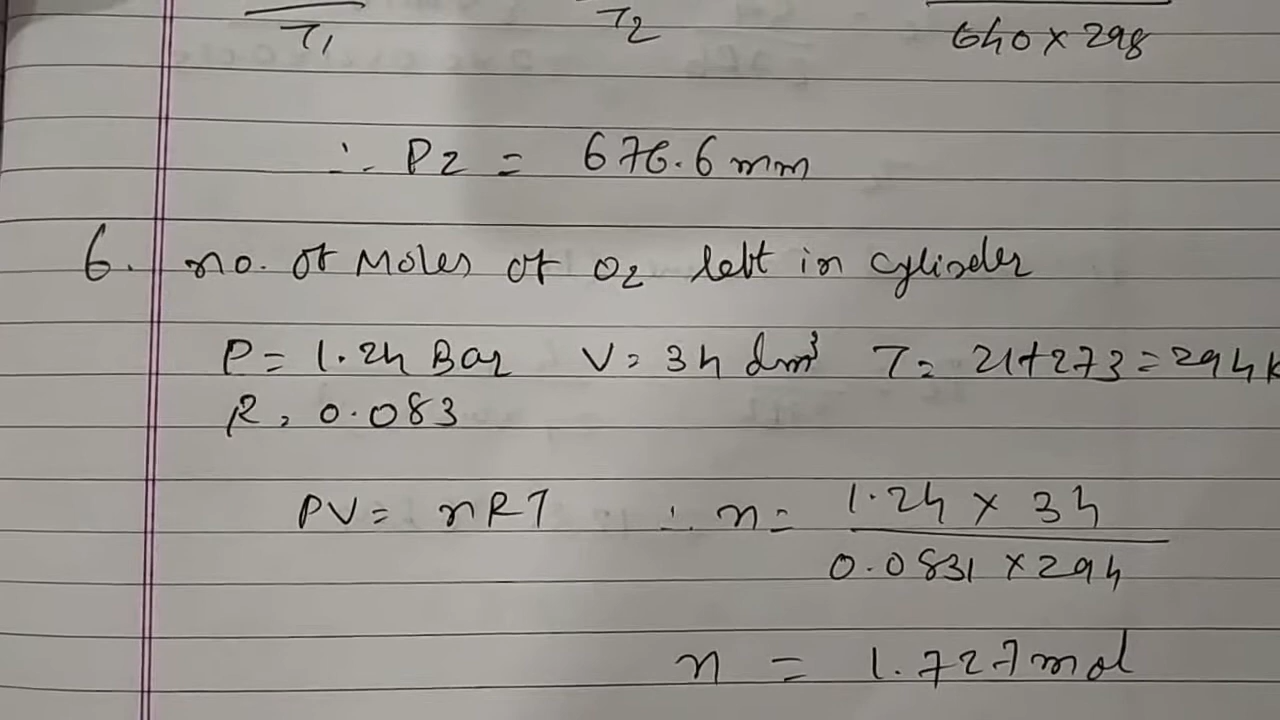 T1 T2 640 x 298
∴ P2 = 676.6 mm
6. no. of Moles of O2 left in cylinder
P = 1.24 Bar V = 34 dm³ T = 21+273 = 294 k
R = 0.083
PV = nRT ∴ n = 1.24 x 34
0.0831 x 294
n = 1.727 mol